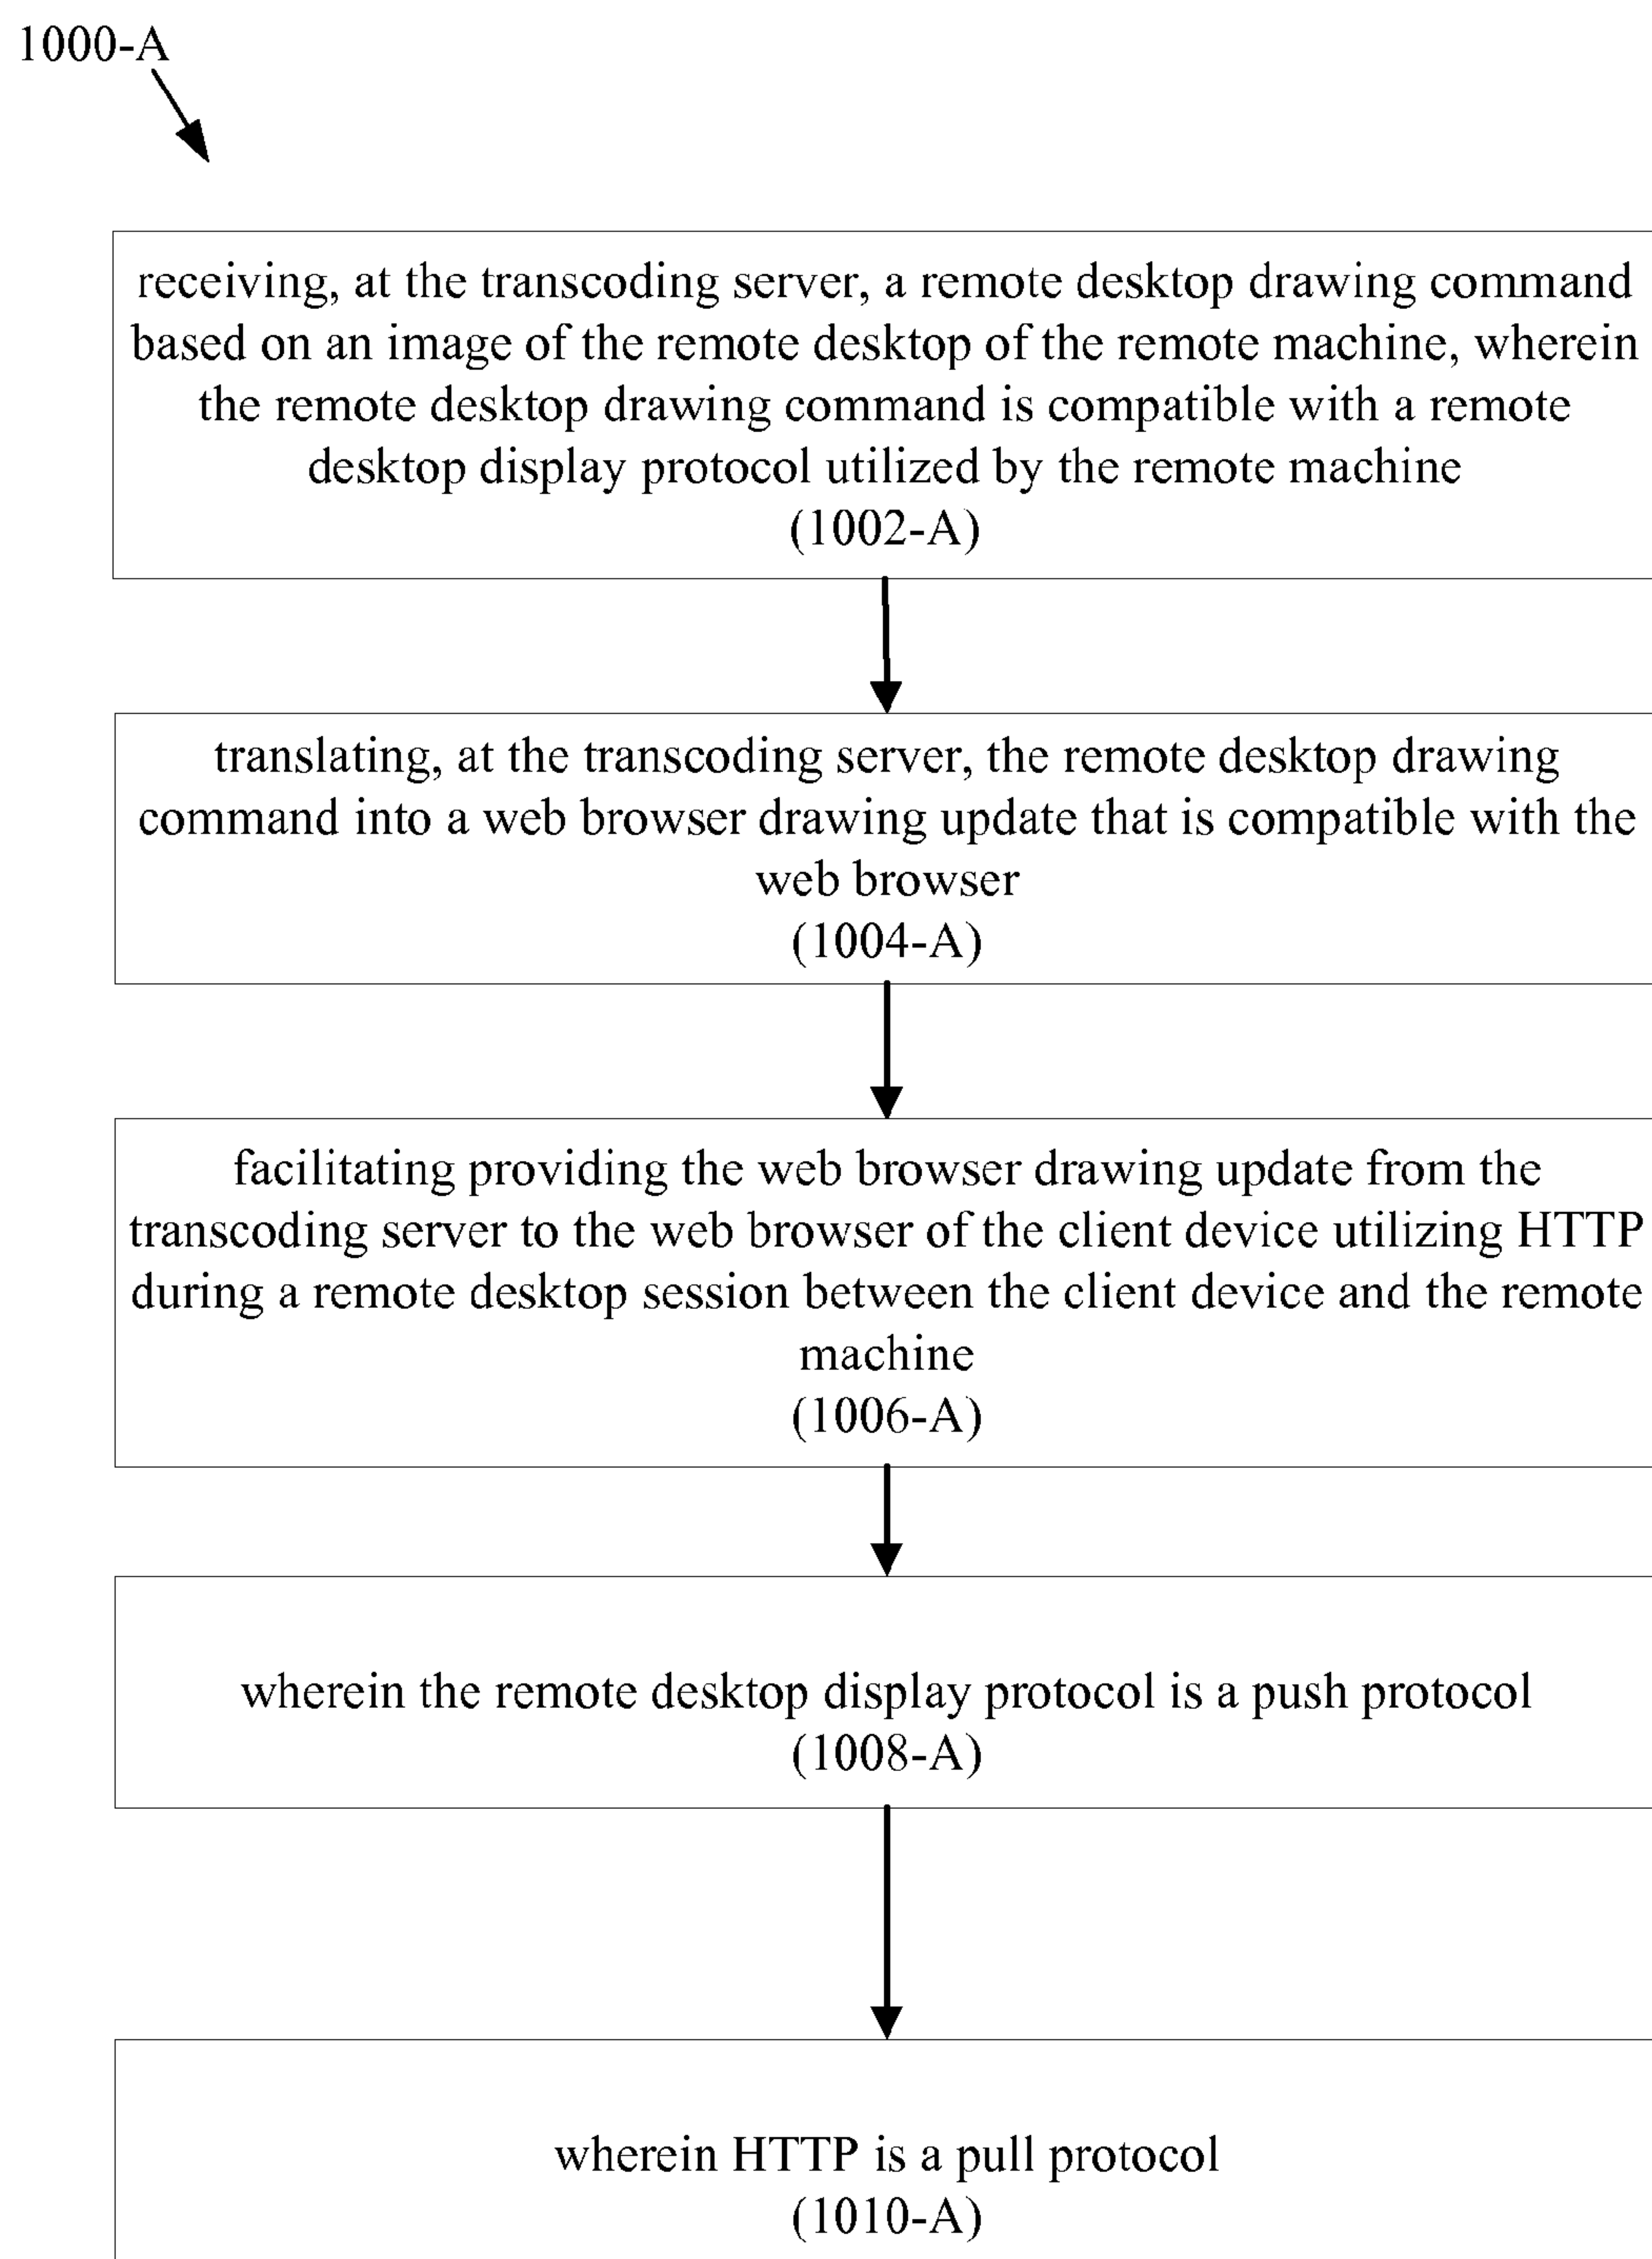 1000-A
receiving, at the transcoding server, a remote desktop drawing command
based on an image of the remote desktop of the remote machine, wherein
the remote desktop drawing command is compatible with a remote
desktop display protocol utilized by the remote machine
(1002-A)
translating, at the transcoding server, the remote desktop drawing
command into a web browser drawing update that is compatible with the
web browser
(1004-A)
facilitating providing the web browser drawing update from the
transcoding server to the web browser of the client device utilizing HTTP
during a remote desktop session between the client device and the remote
machine
(1006-A)
wherein the remote desktop display protocol is a push protocol
(1008-A)
wherein HTTP is a pull protocol
(1010-A)